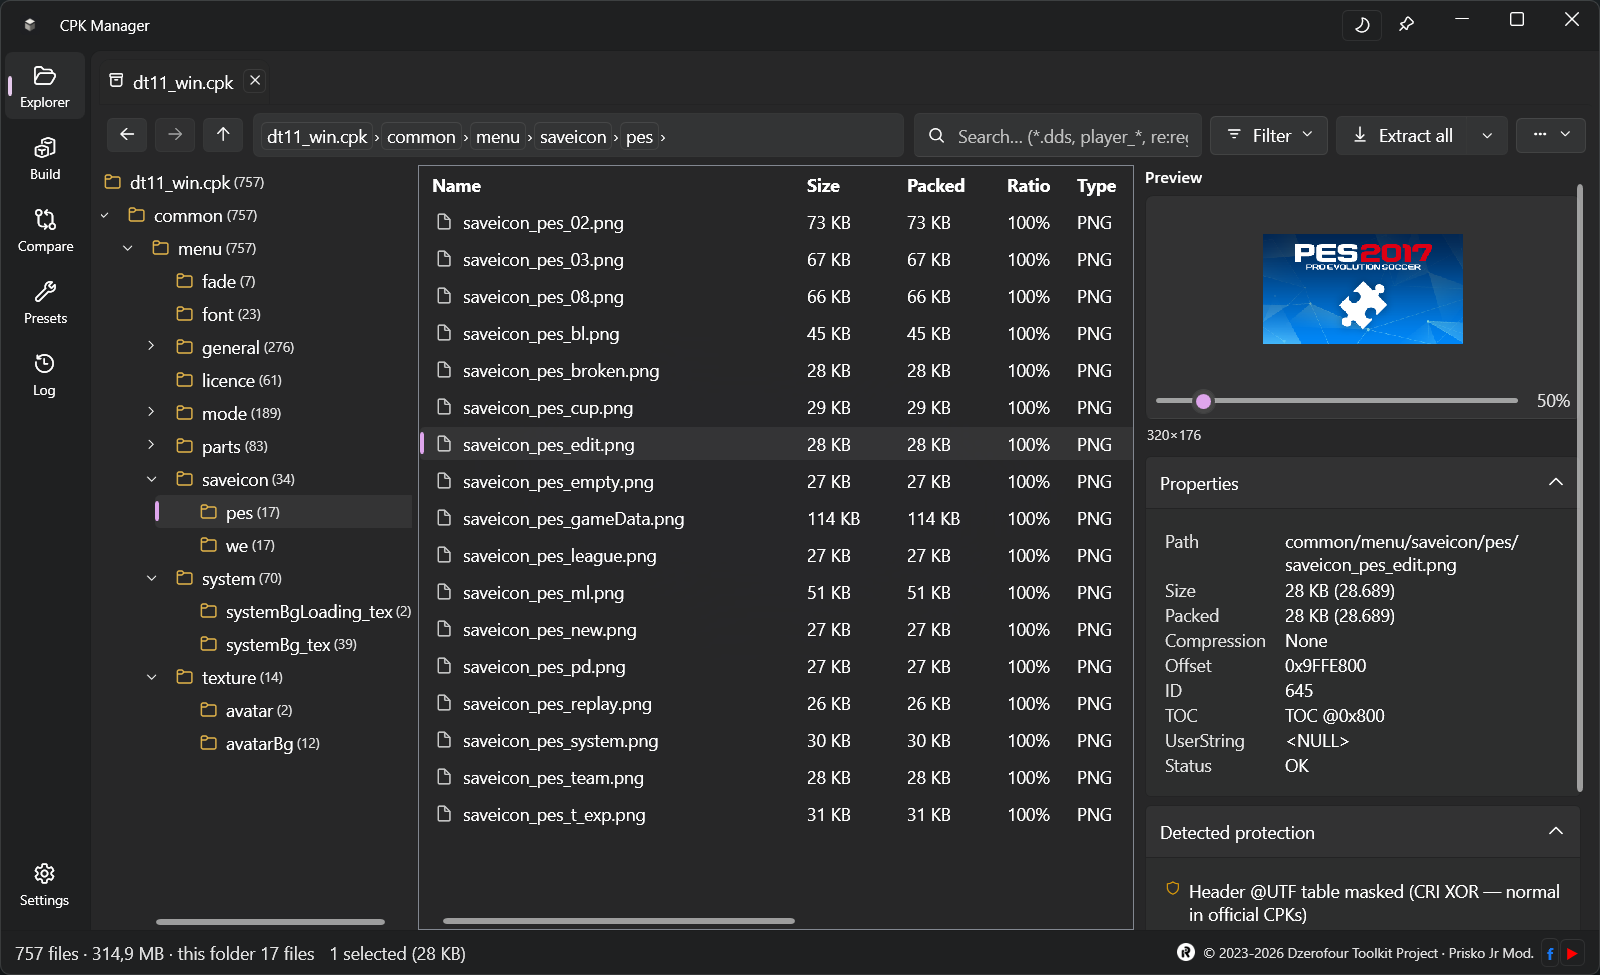 CPK Manager
Explorer
Build
Compare
Presets
Log
Settings
dt11_win.cpk
dt11_win.cpk › common › menu › saveicon › pes ›
Search... (*.dds, player_*, re:reg
Filter
Extract all
dt11_win.cpk (757)
common (757)
menu (757)
fade (7)
font (23)
general (276)
licence (61)
mode (189)
parts (83)
saveicon (34)
pes (17)
we (17)
system (70)
systemBgLoading_tex (2)
systemBg_tex (39)
texture (14)
avatar (2)
avatarBg (12)
Name Size Packed Ratio Type
saveicon_pes_02.png 73 KB 73 KB 100% PNG
saveicon_pes_03.png 67 KB 67 KB 100% PNG
saveicon_pes_08.png 66 KB 66 KB 100% PNG
saveicon_pes_bl.png 45 KB 45 KB 100% PNG
saveicon_pes_broken.png 28 KB 28 KB 100% PNG
saveicon_pes_cup.png 29 KB 29 KB 100% PNG
saveicon_pes_edit.png 28 KB 28 KB 100% PNG
saveicon_pes_empty.png 27 KB 27 KB 100% PNG
saveicon_pes_gameData.png 114 KB 114 KB 100% PNG
saveicon_pes_league.png 27 KB 27 KB 100% PNG
saveicon_pes_ml.png 51 KB 51 KB 100% PNG
saveicon_pes_new.png 27 KB 27 KB 100% PNG
saveicon_pes_pd.png 27 KB 27 KB 100% PNG
saveicon_pes_replay.png 26 KB 26 KB 100% PNG
saveicon_pes_system.png 30 KB 30 KB 100% PNG
saveicon_pes_team.png 28 KB 28 KB 100% PNG
saveicon_pes_t_exp.png 31 KB 31 KB 100% PNG
Preview
PES2017
PRO EVOLUTION SOCCER
50%
320×176
Properties
Path common/menu/saveicon/pes/
saveicon_pes_edit.png
Size 28 KB (28.689)
Packed 28 KB (28.689)
Compression None
Offset 0x9FFE800
ID 645
TOC TOC @0x800
UserString <NULL>
Status OK
Detected protection
Header @UTF table masked (CRI XOR — normal
in official CPKs)
757 files · 314,9 MB · this folder 17 files 1 selected (28 KB)
© 2023-2026 Dzerofour Toolkit Project · Prisko Jr Mod.